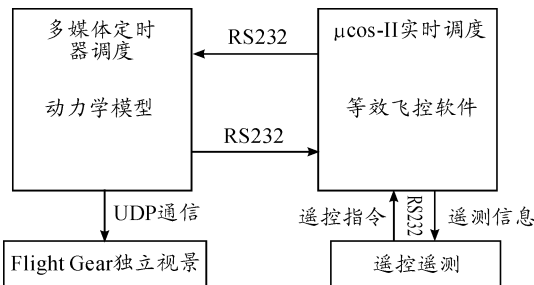 多媒体定时
器调度
动力学模型
RS232
RS232
μcos-II实时调度
等效飞控软件
UDP通信
遥控指令
RS232
遥测信息
Flight Gear独立视景
遥控遥测